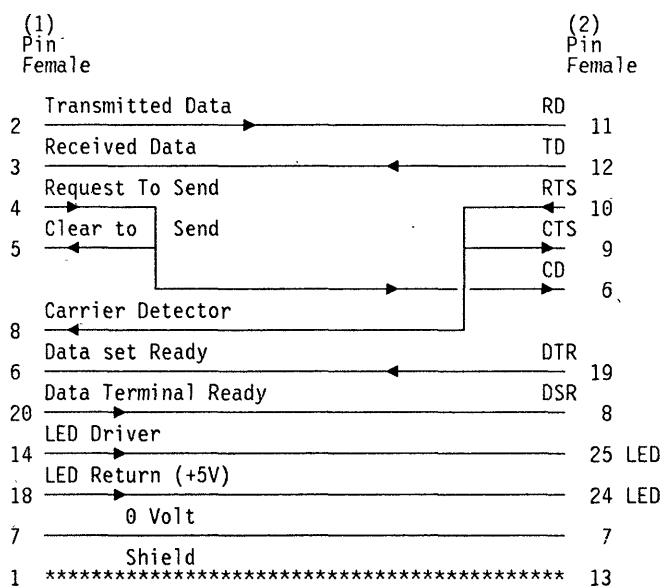 (1) (2)
Pin Pin
Female Female
Transmitted Data RD
2 11
Received Data TD
3 12
Request To Send RTS
4 10
Clear to Send CTS
5 9
CD
6
Carrier Detector
8
Data set Ready DTR
6 19
Data Terminal Ready DSR
20 8
LED Driver
14 25 LED
LED Return (+5V)
18 24 LED
0 Volt
7 7
Shield
1 ********************************************* 13